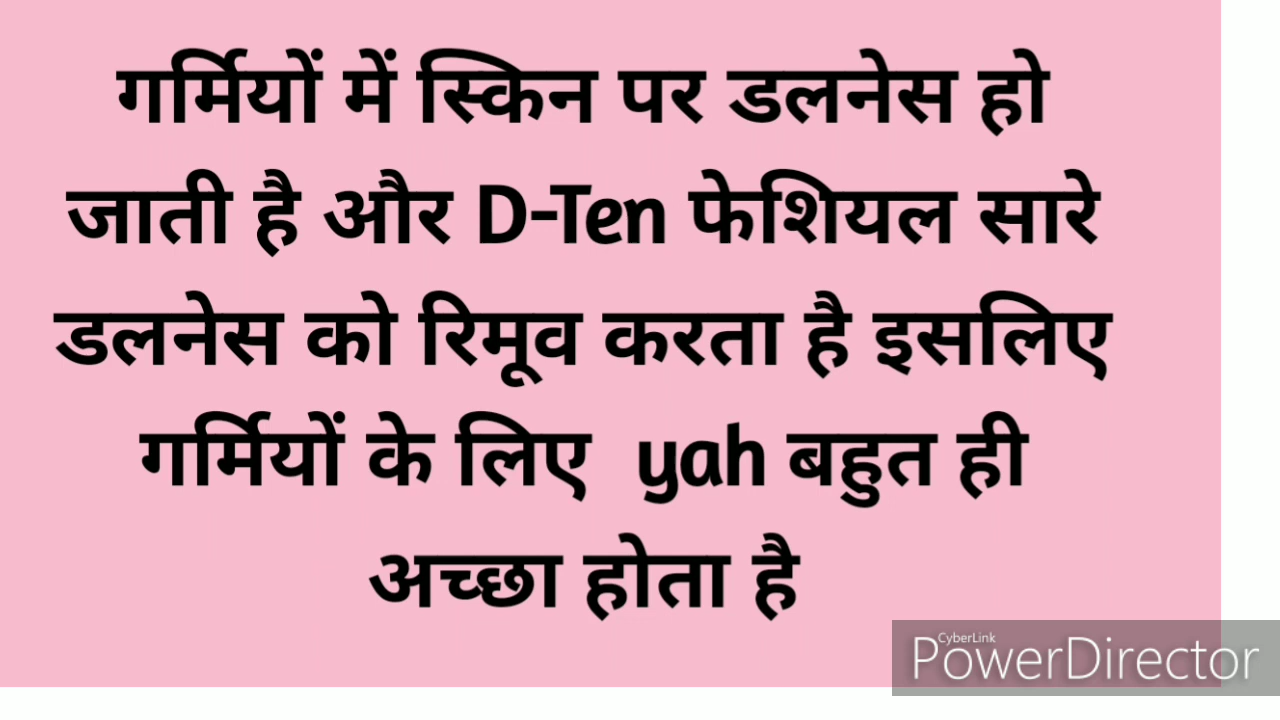 गर्मियों में स्किन पर डलनेस हो
जाती है और D-Ten फेशियल सारे
डलनेस को रिमूव करता है इसलिए
गर्मियों के लिए yah बहुत ही
अच्छा होता है
CyberLink
PowerDirector